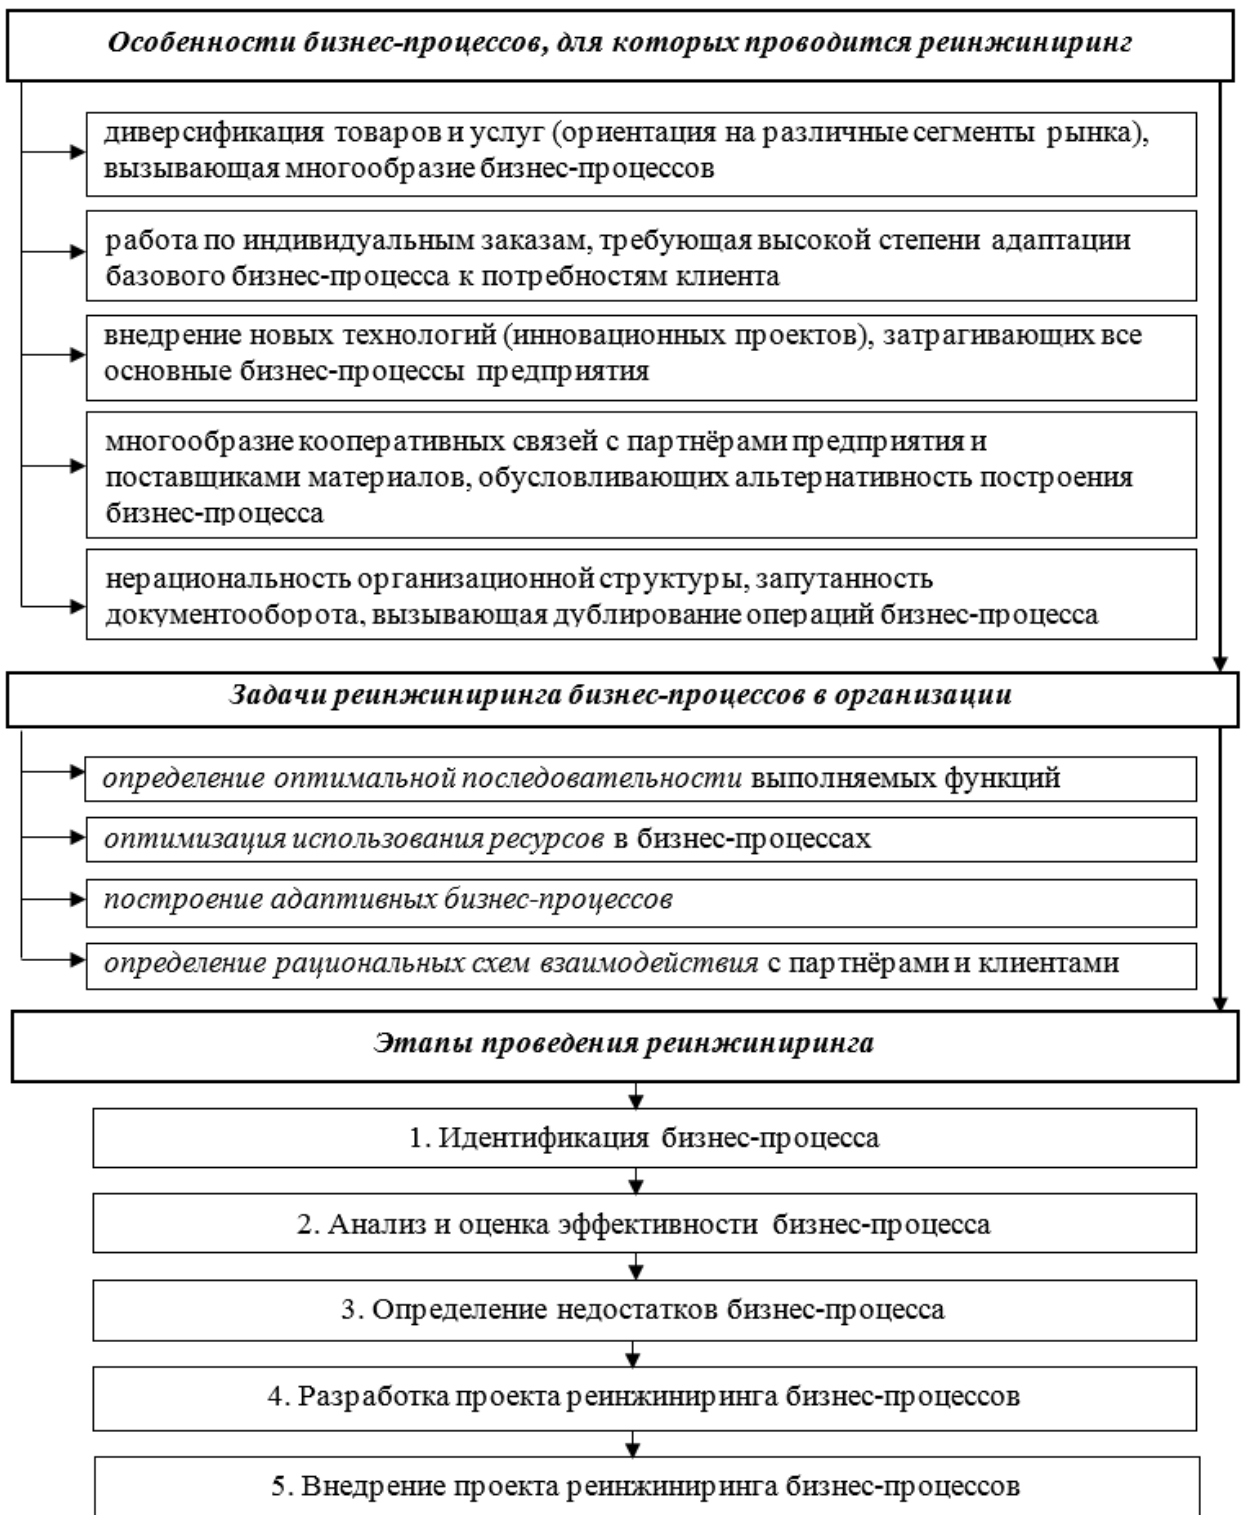 Особенности бизнес-процессов, для которых проводится реинжиниринг
диверсификация товаров и услуг (ориентация на различные сегменты рынка),
вызывающая многообразие бизнес-процессов
работа по индивидуальным заказам, требующая высокой степени адаптации
базового бизнес-процесса к потребностям клиента
внедрение новых технологий (инновационных проектов), затрагивающих все
основные бизнес-процессы предприятия
многообразие кооперативных связей с партнёрами предприятия и
поставщиками материалов, обусловливающих альтернативность построения
бизнес-процесса
нерациональность организационной структуры, запутанность
документооборота, вызывающая дублирование операций бизнес-процесса
Задачи реинжиниринга бизнес-процессов в организации
определение оптимальной последовательности выполняемых функций
оптимизация использования ресурсов в бизнес-процессах
построение адаптивных бизнес-процессов
определение рациональных схем взаимодействия с партнёрами и клиентами
Этапы проведения реинжиниринга
1. Идентификация бизнес-процесса
2. Анализ и оценка эффективности бизнес-процесса
3. Определение недостатков бизнес-процесса
4. Разработка проекта реинжиниринга бизнес-процессов
5. Внедрение проекта реинжиниринга бизнес-процессов